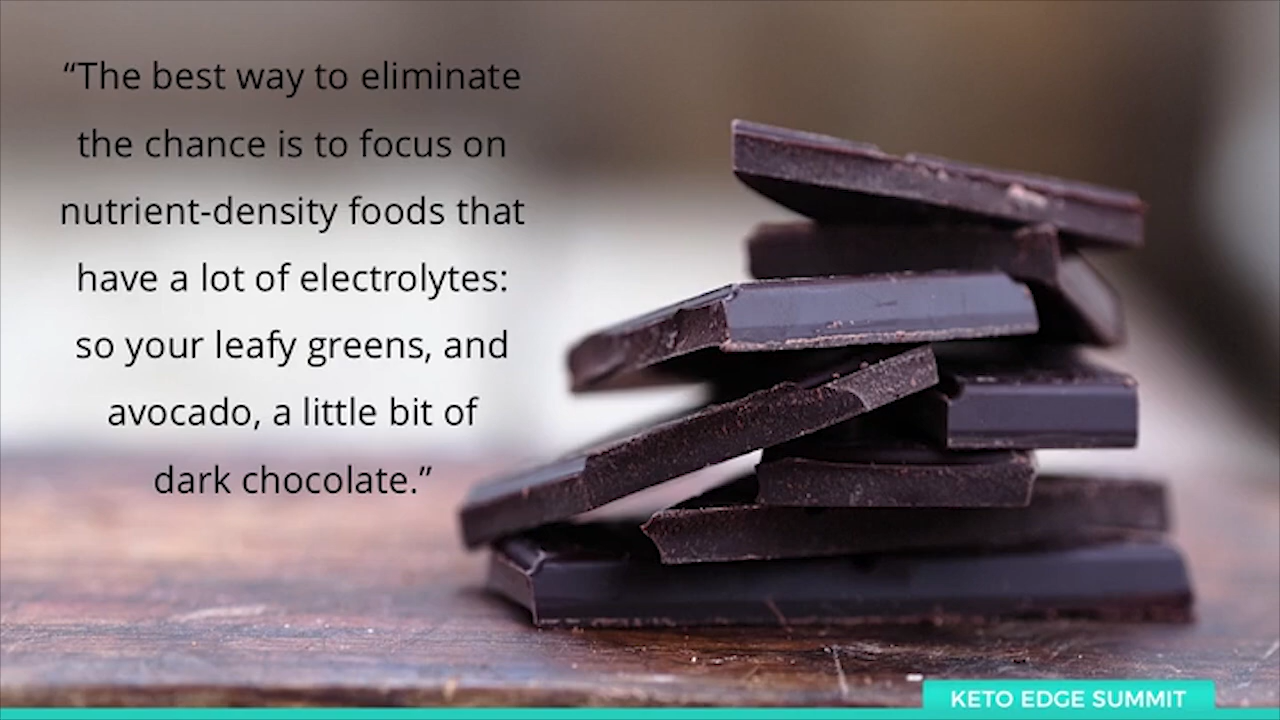 “The best way to eliminate
the chance is to focus on
nutrient-density foods that
have a lot of electrolytes:
so your leafy greens, and
avocado, a little bit of
dark chocolate.”
KETO EDGE SUMMIT